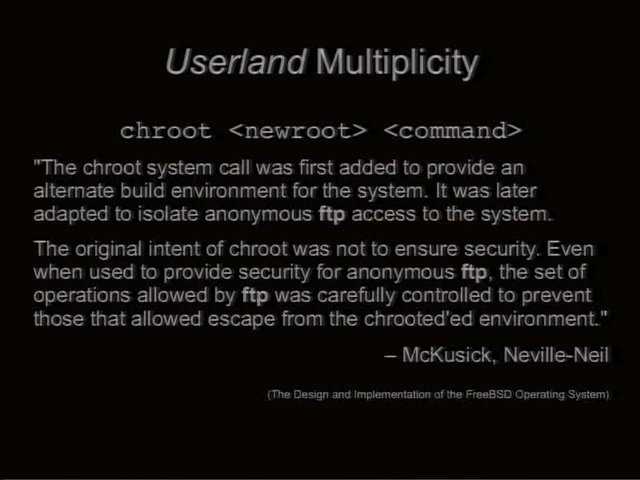 Userland Multiplicity
chroot <newroot> <command>
"The chroot system call was first added to provide an
alternate build environment for the system. It was later
adapted to isolate anonymous ftp access to the system.
The original intent of chroot was not to ensure security. Even
when used to provide security for anonymous ftp, the set of
operations allowed by ftp was carefully controlled to prevent
those that allowed escape from the chrooted'ed environment."
– McKusick, Neville-Neil
(The Design and Implementation of the FreeBSD Operating System)